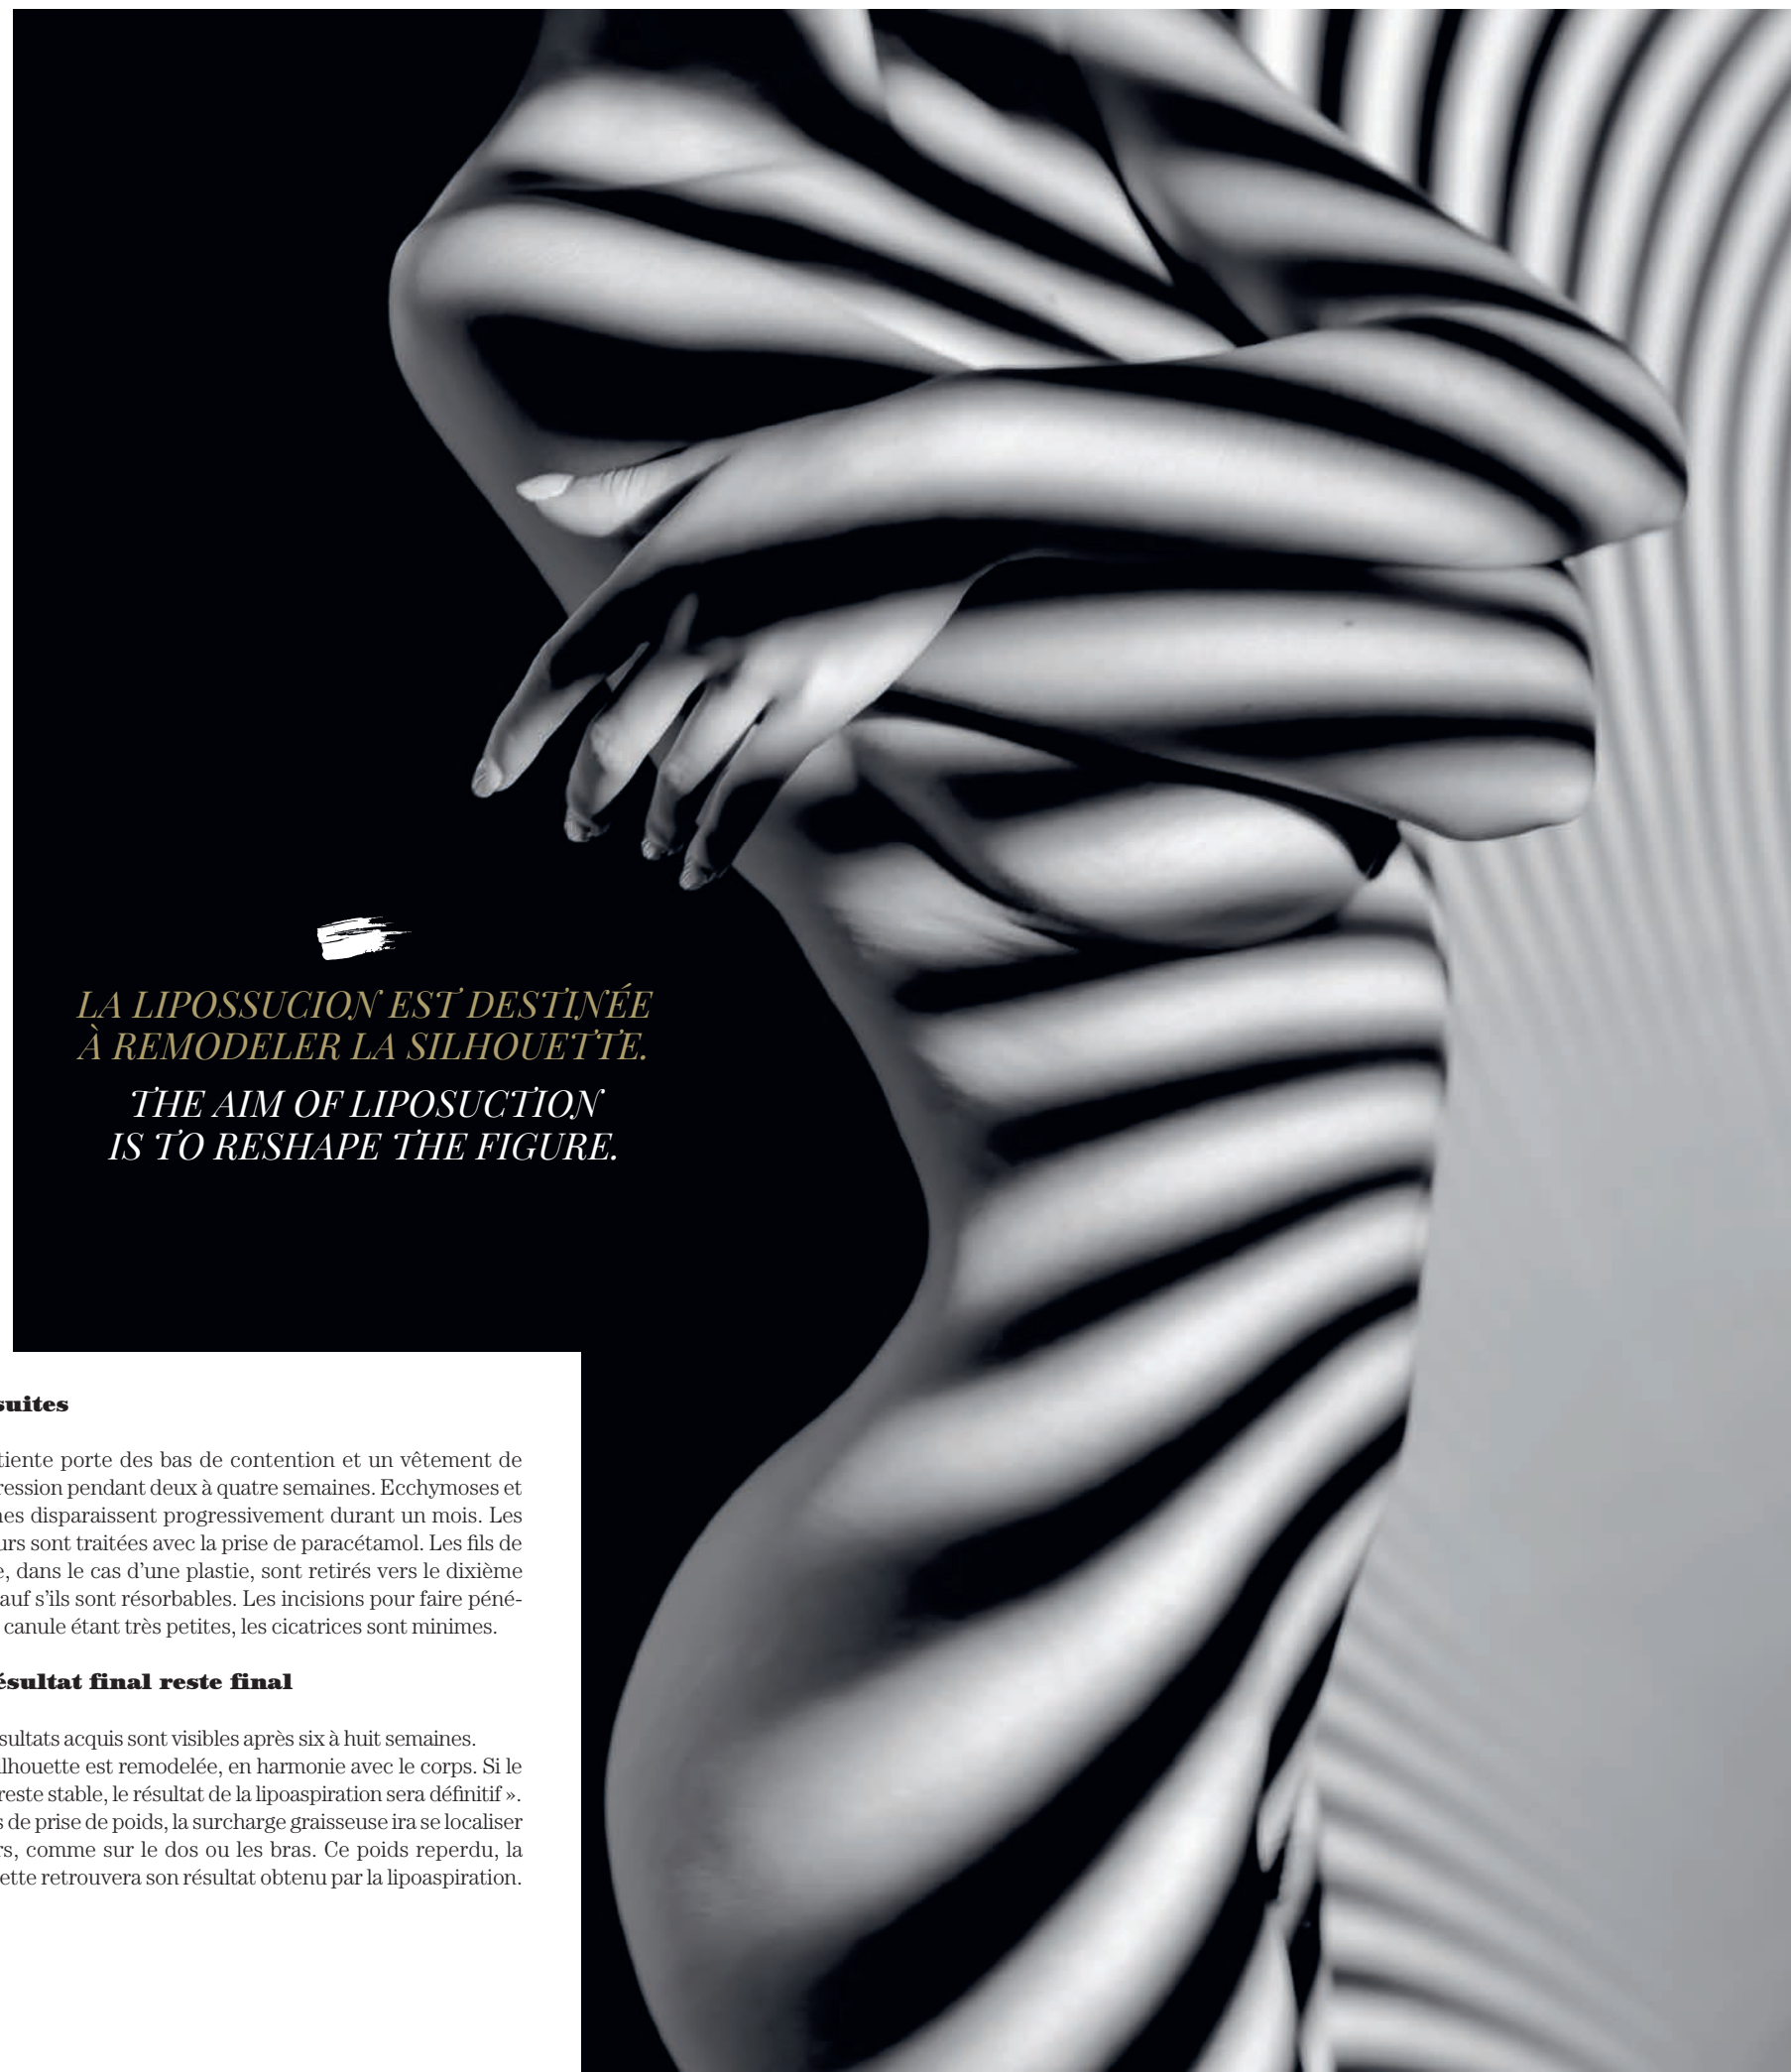 LA LIPOSSUCION EST DESTINÉE
À REMODELER LA SILHOUETTE.
THE AIM OF LIPOSUCTION
IS TO RESHAPE THE FIGURE.
suites
tiente porte des bas de contention et un vêtement de
ression pendant deux à quatre semaines. Ecchymoses et
nes disparaissent progressivement durant un mois. Les
urs sont traitées avec la prise de paracétamol. Les fils de
e, dans le cas d'une plastie, sont retirés vers le dixième
auf s'ils sont résorbables. Les incisions pour faire péné-
canule étant très petites, les cicatrices sont minimes.
ésultat final reste final
sultats acquis sont visibles après six à huit semaines.
lhouette est remodelée, en harmonie avec le corps. Si le
reste stable, le résultat de la lipoaspiration sera définitif ».
s de prise de poids, la surcharge graisseuse ira se localiser
rs, comme sur le dos ou les bras. Ce poids reperdu, la
ette retrouvera son résultat obtenu par la lipoaspiration.